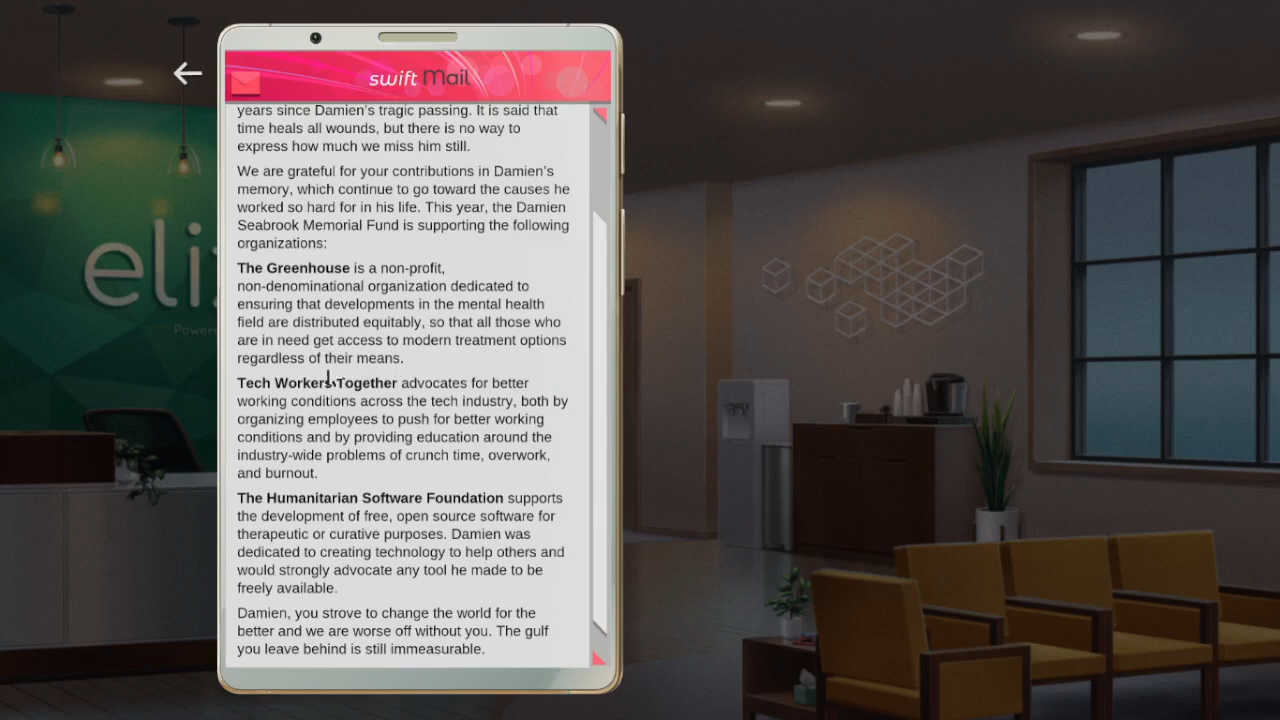 swift Mail
years since Damien's tragic passing. It is said that
time heals all wounds, but there is no way to
express how much we miss him still.
We are grateful for your contributions in Damien's
memory, which continue to go toward the causes he
worked so hard for in his life. This year, the Damien
Seabrook Memorial Fund is supporting the following
organizations:
The Greenhouse is a non-profit,
non-denominational organization dedicated to
ensuring that developments in the mental health
field are distributed equitably, so that all those who
are in need get access to modern treatment options
regardless of their means.
Tech Workers Together advocates for better
working conditions across the tech industry, both by
organizing employees to push for better working
conditions and by providing education around the
industry-wide problems of crunch time, overwork,
and burnout.
The Humanitarian Software Foundation supports
the development of free, open source software for
therapeutic or curative purposes. Damien was
dedicated to creating technology to help others and
would strongly advocate any tool he made to be
freely available.
Damien, you strove to change the world for the
better and we are worse off without you. The gulf
you leave behind is still immeasurable.